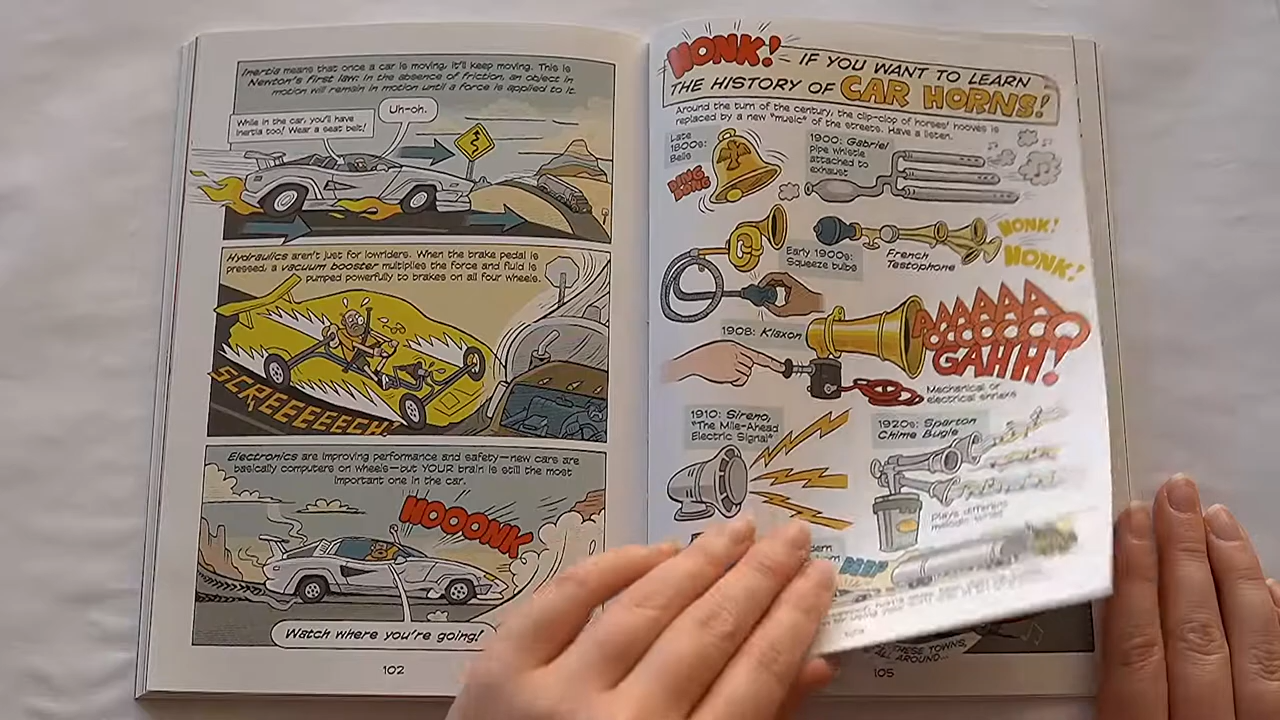 Inertia means that once a car is moving, it'll keep moving. This is
Newton's first law: in the absence of friction, an object in
motion will remain in motion until a force is applied to it.
While in the car, you'll have
inertia too! Wear a seat belt!
Uh-oh.
Hydraulics aren't just for lowriders. When the brake pedal is
pressed, a vacuum booster multiplies the force and fluid is
pumped powerfully to brakes on all four wheels.
SCREEEEECH!
Electronics are improving performance and safety—new cars are
basically computers on wheels—but YOUR brain is still the most
important one in the car.
HOOONK
Watch where you're going!
102
HONK! IF YOU WANT TO LEARN
THE HISTORY OF CAR HORNS!
Around the turn of the century, the clip-clop of horses' hooves is
replaced by a new "music" of the streets. Have a listen.
Late
1800s:
Bells
DING
DONG
1900: Gabriel
pipe whistle
attached to
exhaust
Early 1900s:
Squeeze bulbs
French
Testophone
HONK!
HONK!
1908: Klaxon
GAHH!
Mechanical or
electrical
1910: Sireno,
"The Mile-Ahead
Electric Signal"
1920s: Sparton
Chime Bugle
Plays different
THESE TOWNS,
ALL AROUND...
105